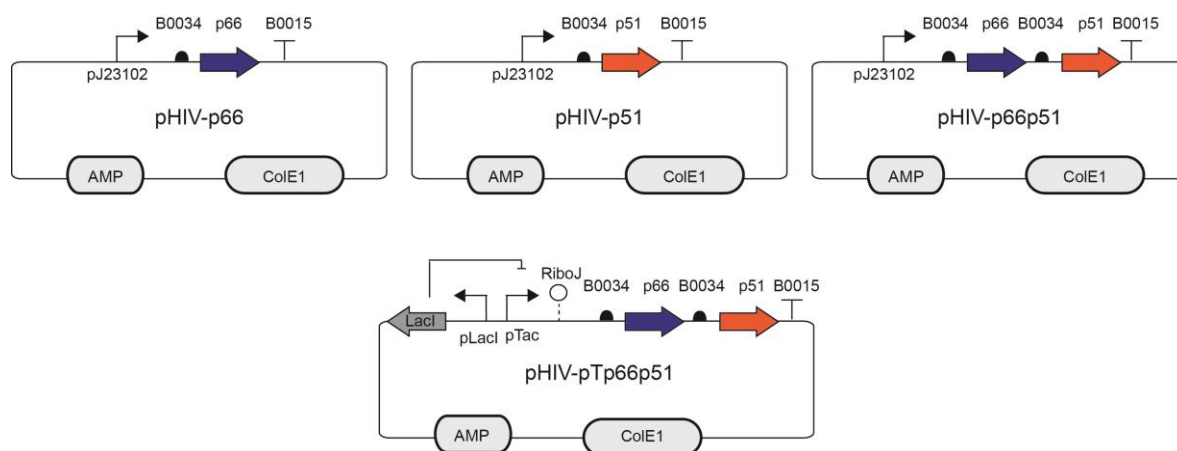 B0034 p66 B0015
pJ23102
pHIV-p66
AMP ColE1
B0034 p51 B0015
pJ23102
pHIV-p51
AMP ColE1
B0034 p66 B0034 p51 B0015
pJ23102
pHIV-p66p51
AMP ColE1
RiboJ
B0034 p66 B0034 p51 B0015
LacI
pLacI pTac
pHIV-pTp66p51
AMP ColE1